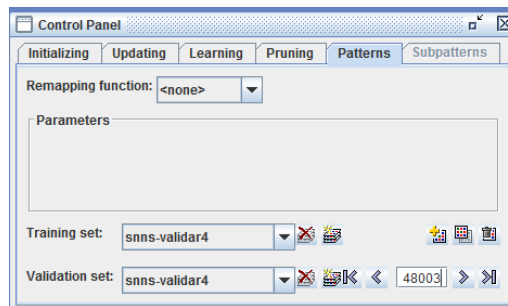 Control Panel
Initializing Updating Learning Pruning Patterns Subpatterns
Remapping function: <none>
Parameters
Training set: snns-validar4
Validation set: snns-validar4 48003